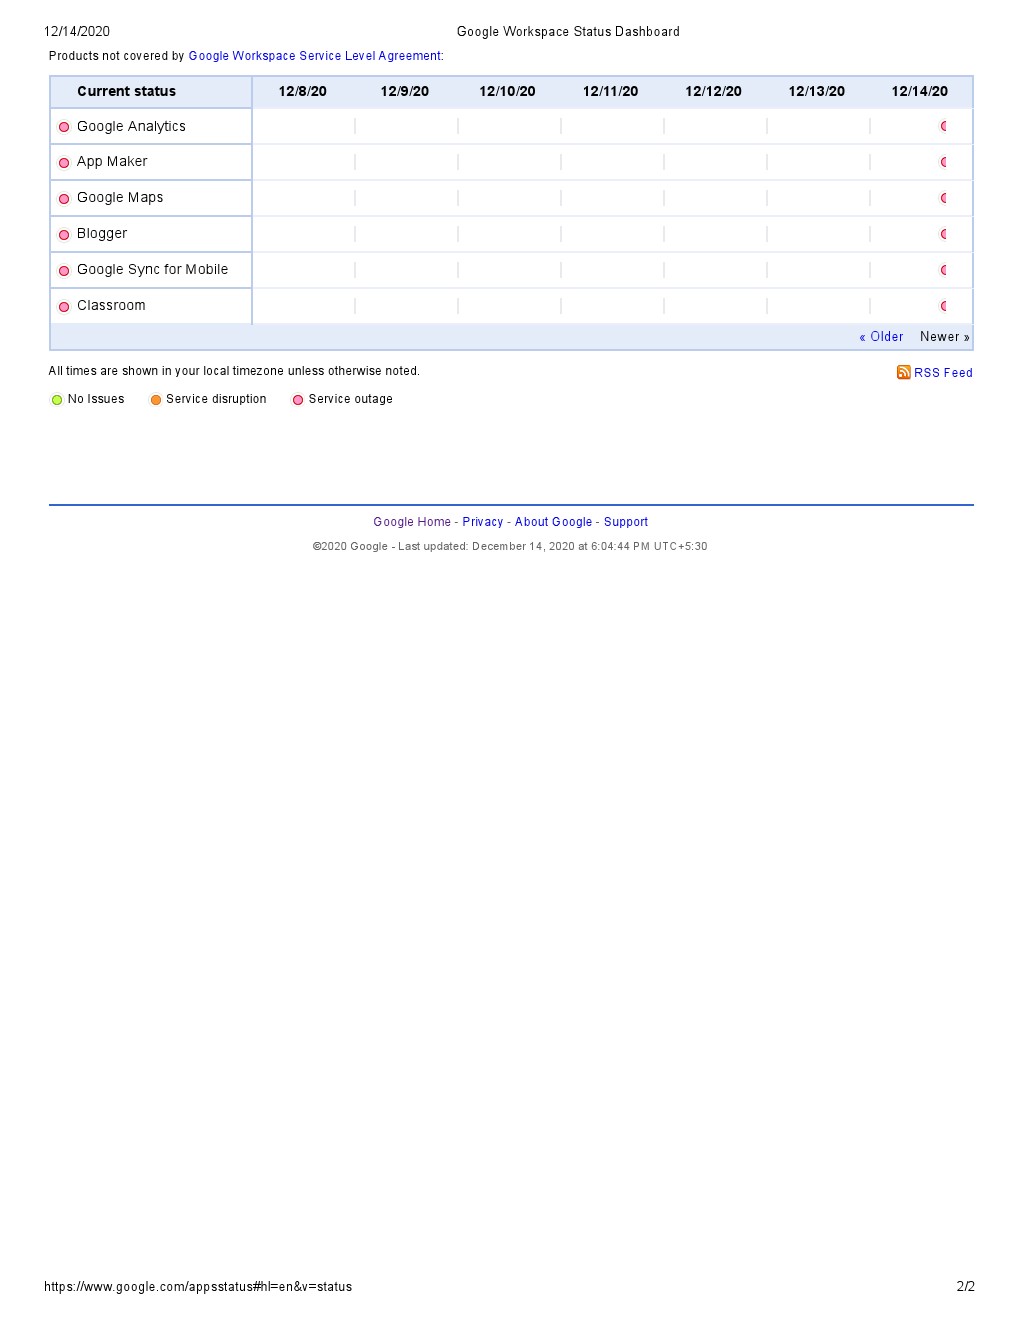 12/14/2020 Google Workspace Status Dashboard
Products not covered by Google Workspace Service Level Agreement:
Current status 12/8/20 12/9/20 12/10/20 12/11/20 12/12/20 12/13/20 12/14/20
Google Analytics
App Maker
Google Maps
Blogger
Google Sync for Mobile
Classroom
« Older Newer »
All times are shown in your local timezone unless otherwise noted. RSS Feed
No Issues Service disruption Service outage
Google Home - Privacy - About Google - Support
©2020 Google - Last updated: December 14, 2020 at 6:04:44 PM UTC+5:30
https://www.google.com/appsstatus#hl=en&v=status 2/2